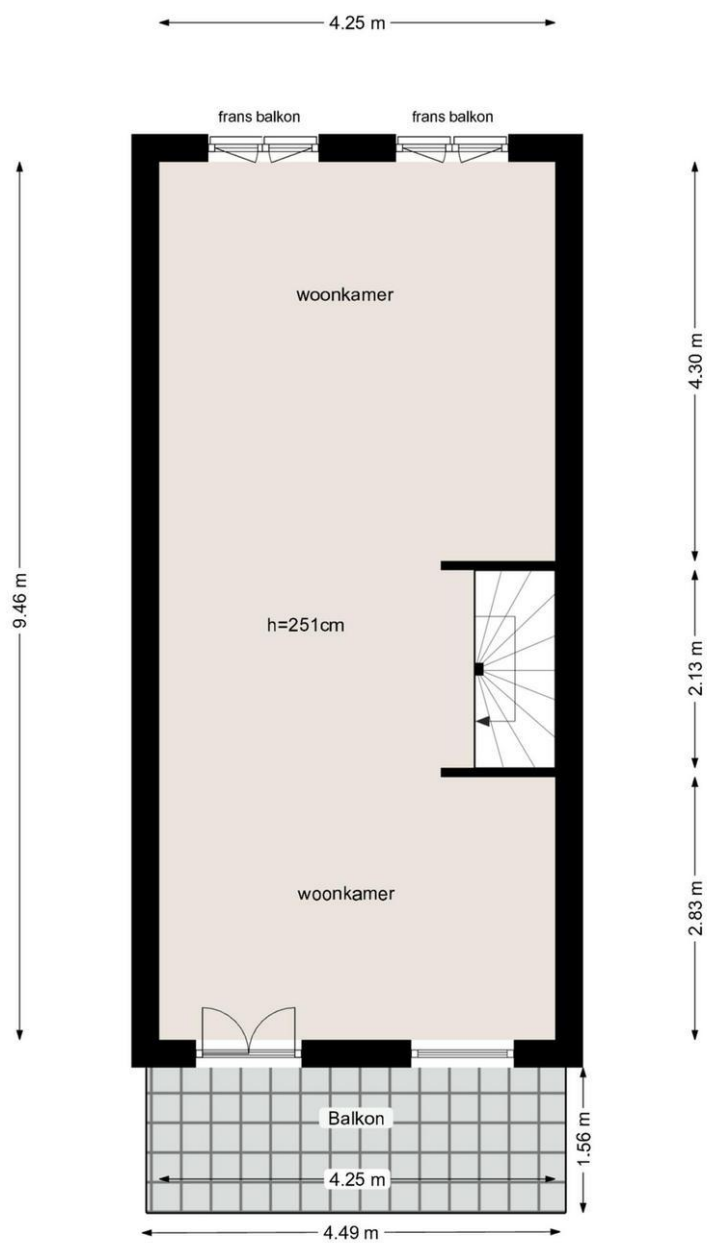 4.25 m
frans balkon
frans balkon
woonkamer
4.30 m
9.46 m
h=251cm
2.13 m
woonkamer
2.83 m
Balkon
1.56 m
4.25 m
4.49 m